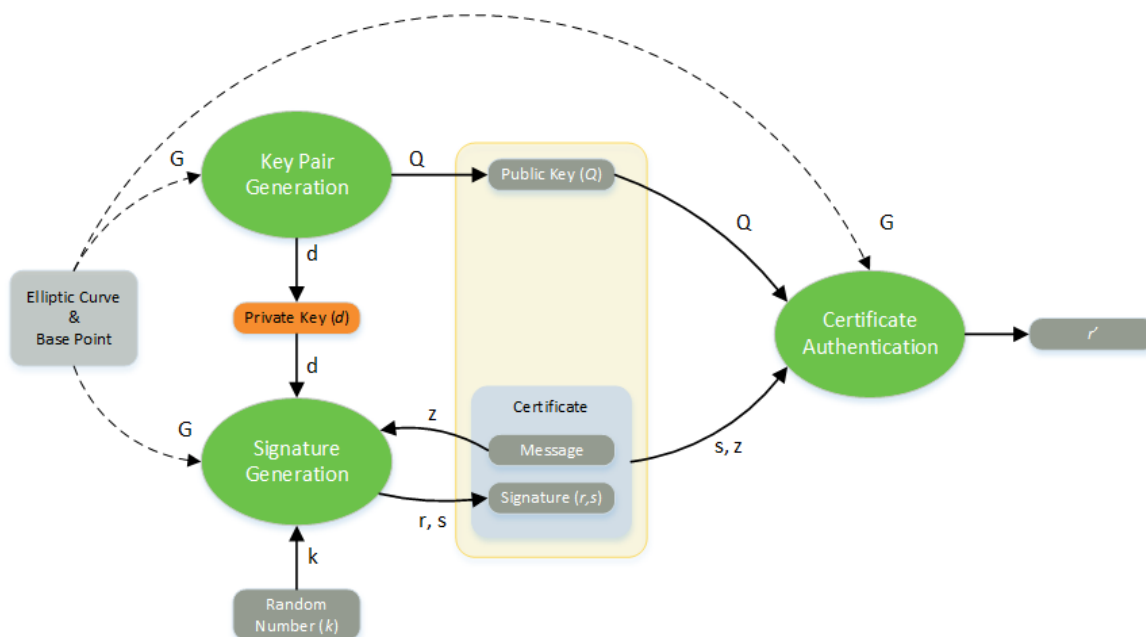 G
Key Pair
Generation
Q
Public Key (Q)
Q
G
d
Elliptic Curve
&
Base Point
Private Key (d)
Certificate
Authentication
r'
d
G
Signature
Generation
z
Certificate
Message
Signature (r,s)
s, z
r, s
k
Random
Number (k)